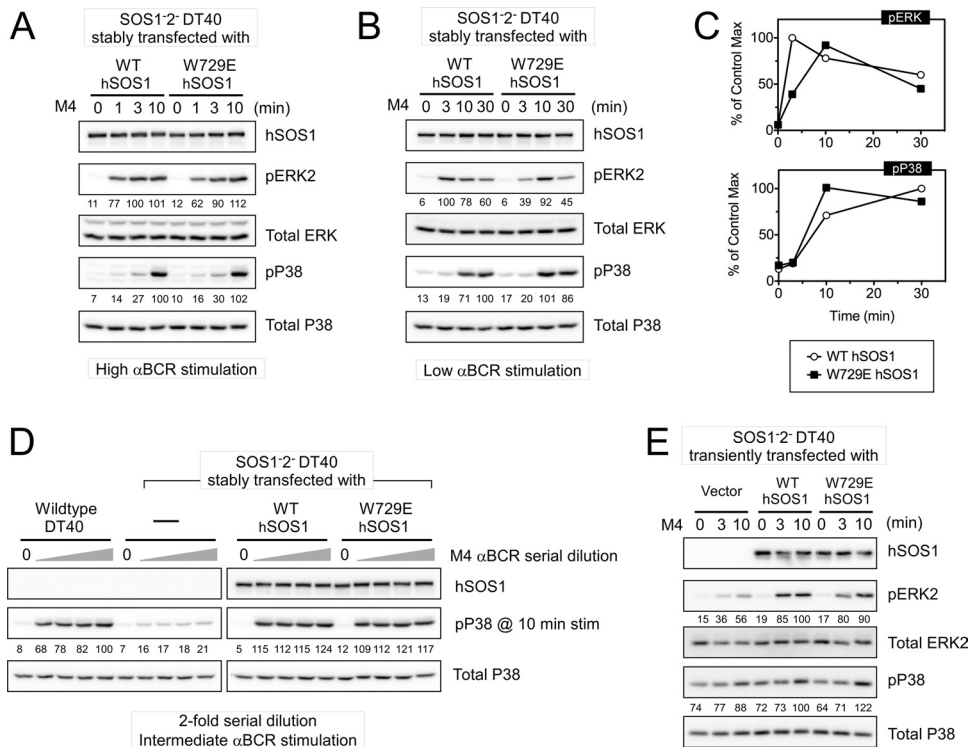 A
SOS1-2- DT40
stably transfected with
WT
hSOS1
W729E
hSOS1
M4 0 1 3 10 0 1 3 10 (min)
hSOS1
pERK2
11 77 100 101 12 62 90 112
Total ERK
pP38
7 14 27 100 10 16 30 102
Total P38
High αBCR stimulation
B
SOS1-2- DT40
stably transfected with
WT
hSOS1
W729E
hSOS1
M4 0 3 10 30 0 3 10 30 (min)
hSOS1
pERK2
6 100 78 60 6 39 92 45
Total ERK
pP38
13 19 71 100 17 20 101 86
Total P38
Low αBCR stimulation
C
pERK
% of Control Max
100
50
0
0 10 20 30
pP38
% of Control Max
100
50
0
0 10 20 30
Time (min)
WT hSOS1
W729E hSOS1
D
SOS1-2- DT40
stably transfected with
Wildtype
DT40
—
WT
hSOS1
W729E
hSOS1
0 0 0 0 M4 αBCR serial dilution
hSOS1
pP38 @ 10 min stim
8 68 78 82 100 7 16 17 18 21 5 115 112 115 124 12 109 112 121 117
Total P38
2-fold serial dilution
Intermediate αBCR stimulation
E
SOS1-2- DT40
transiently transfected with
Vector
WT
hSOS1
W729E
hSOS1
M4 0 3 10 0 3 10 0 3 10 (min)
hSOS1
pERK2
15 36 56 19 85 100 17 80 90
Total ERK2
pP38
74 77 88 72 73 100 64 71 122
Total P38